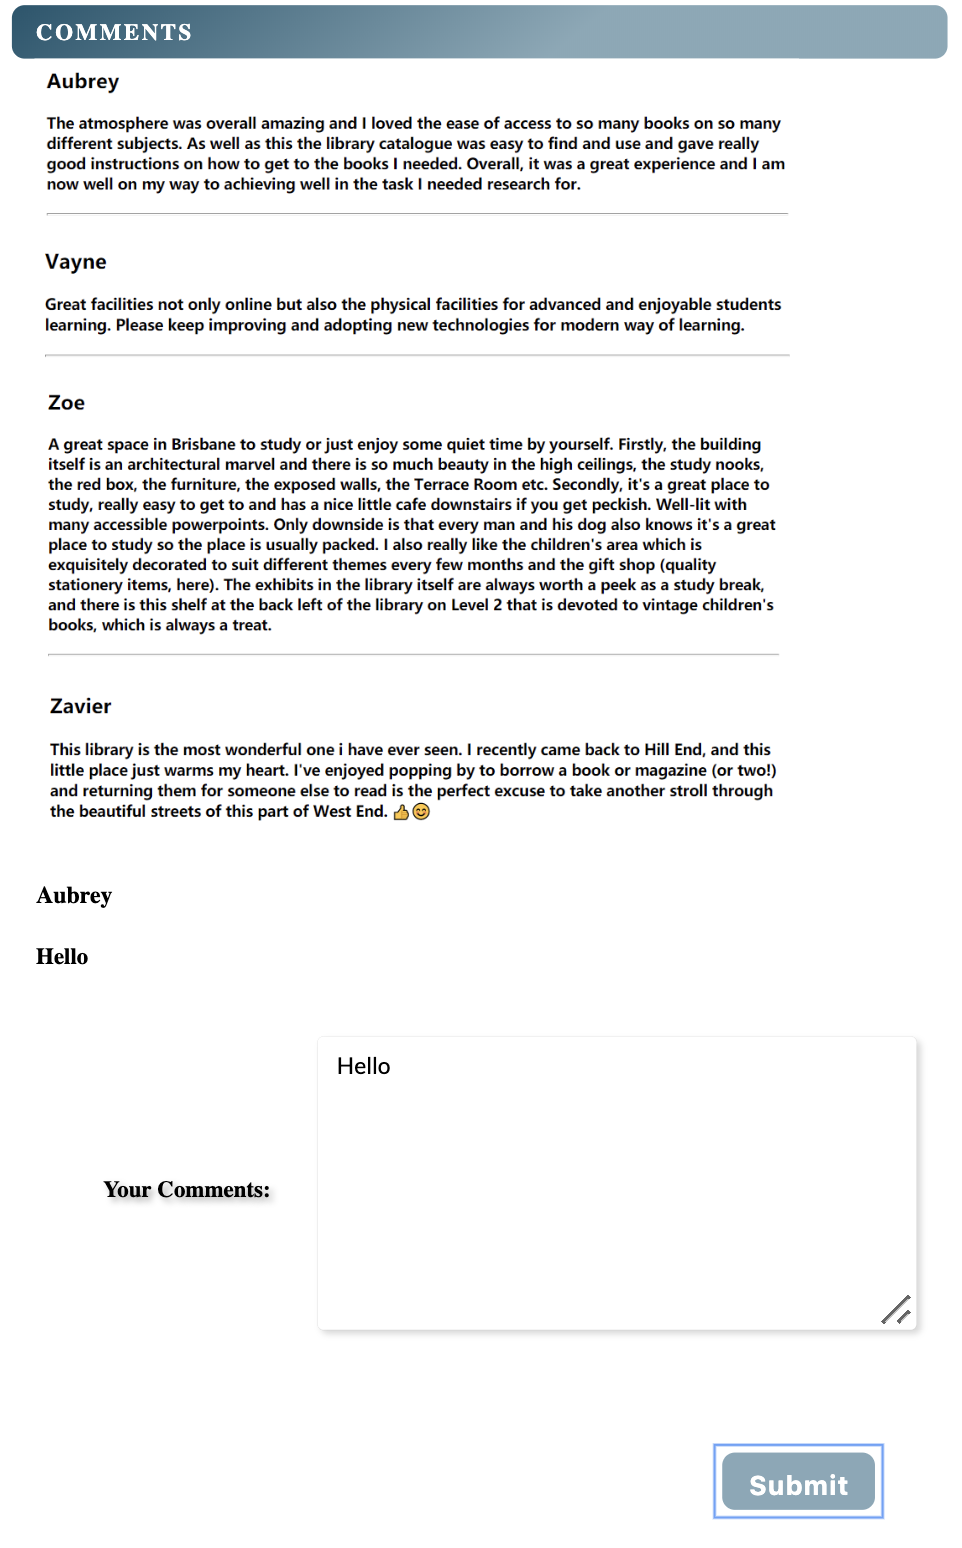 COMMENTS
Aubrey
The atmosphere was overall amazing and I loved the ease of access to so many books on so many
different subjects. As well as this the library catalogue was easy to find and use and gave really
good instructions on how to get to the books I needed. Overall, it was a great experience and I am
now well on my way to achieving well in the task I needed research for.
Vayne
Great facilities not only online but also the physical facilities for advanced and enjoyable students
learning. Please keep improving and adopting new technologies for modern way of learning.
Zoe
A great space in Brisbane to study or just enjoy some quiet time by yourself. Firstly, the building
itself is an architectural marvel and there is so much beauty in the high ceilings, the study nooks,
the red box, the furniture, the exposed walls, the Terrace Room etc. Secondly, it's a great place to
study, really easy to get to and has a nice little cafe downstairs if you get peckish. Well-lit with
many accessible powerpoints. Only downside is that every man and his dog also knows it's a great
place to study so the place is usually packed. I also really like the children's area which is
exquisitely decorated to suit different themes every few months and the gift shop (quality
stationery items, here). The exhibits in the library itself are always worth a peek as a study break,
and there is this shelf at the back left of the library on Level 2 that is devoted to vintage children's
books, which is always a treat.
Zavier
This library is the most wonderful one i have ever seen. I recently came back to Hill End, and this
little place just warms my heart. I've enjoyed popping by to borrow a book or magazine (or two!)
and returning them for someone else to read is the perfect excuse to take another stroll through
the beautiful streets of this part of West End. 👍😊
Aubrey
Hello
Hello
Your Comments:
Submit